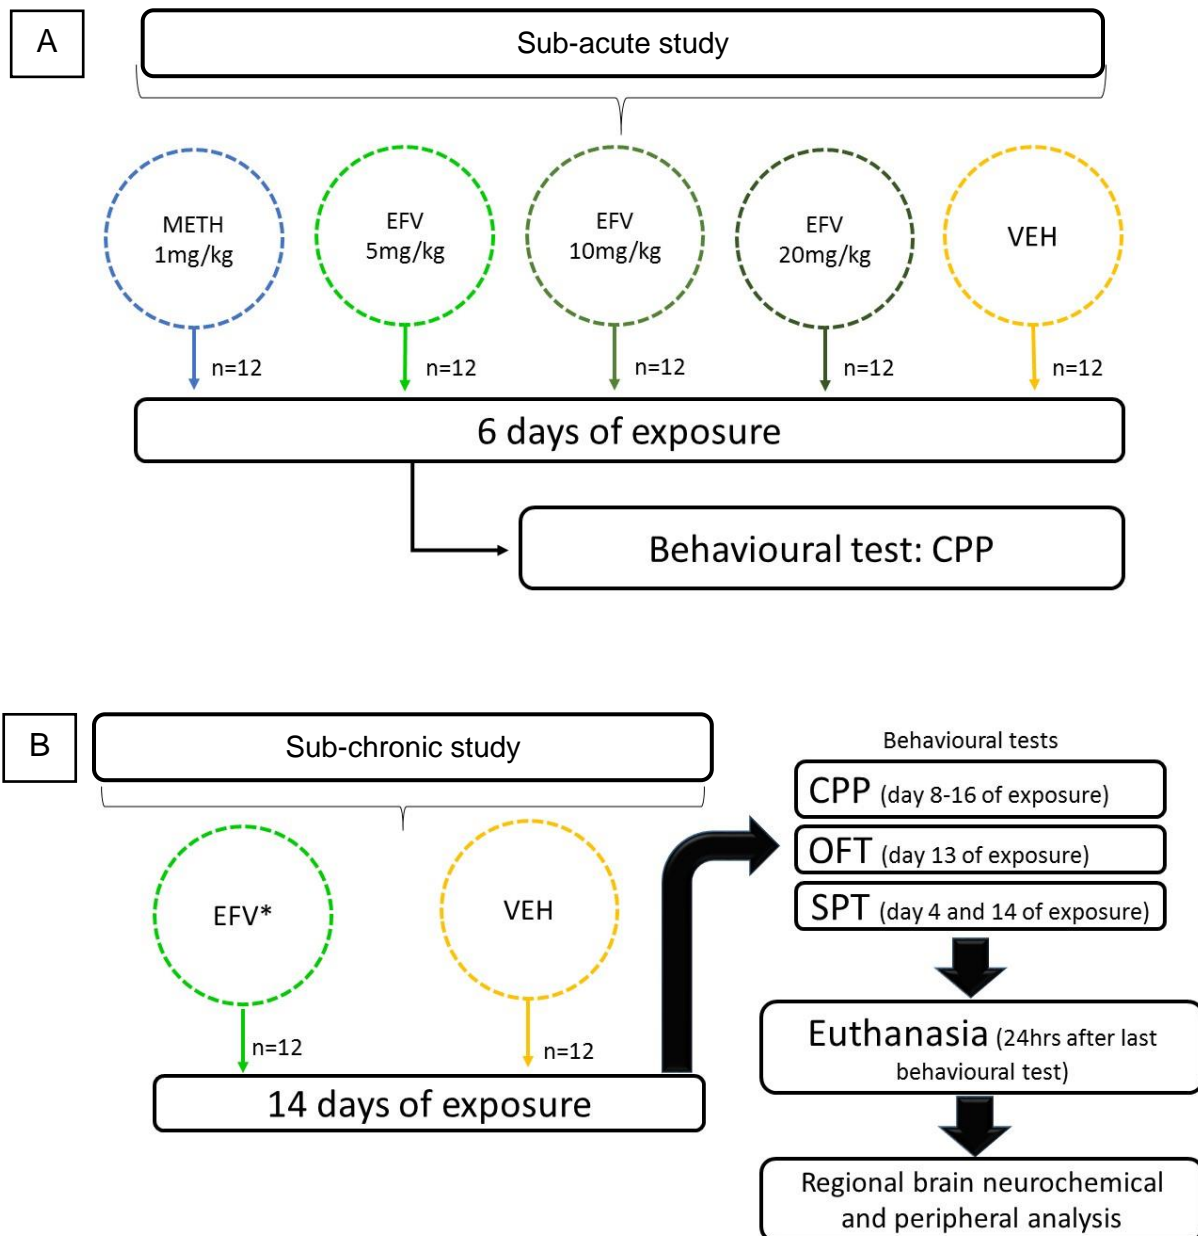 A
Sub-acute study
METH
1mg/kg
EFV
5mg/kg
EFV
10mg/kg
EFV
20mg/kg
VEH
n=12
n=12
n=12
n=12
n=12
6 days of exposure
Behavioural test: CPP
B
Sub-chronic study
EFV*
VEH
n=12
n=12
14 days of exposure
Behavioural tests
CPP (day 8-16 of exposure)
OFT (day 13 of exposure)
SPT (day 4 and 14 of exposure)
Euthanasia (24hrs after last
behavioural test)
Regional brain neurochemical
and peripheral analysis